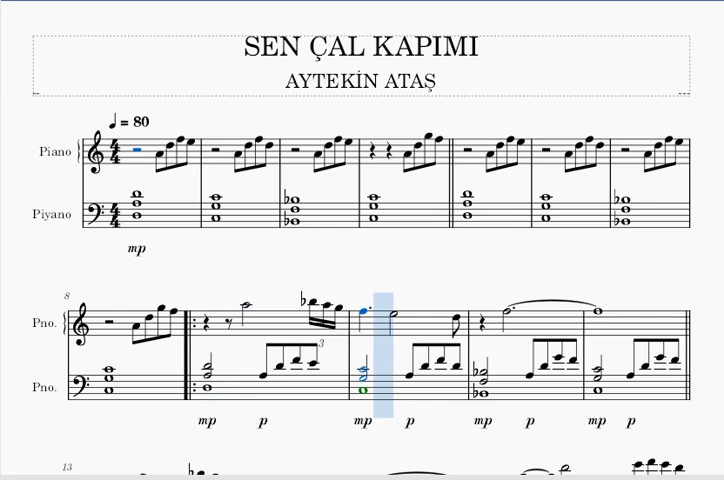 SEN ÇAL KAPIMI
AYTEKİN ATAŞ
= 80
Piano
Piyano
mp
8
Pno.
3
Pno.
mp p mp p mp p mp p
13